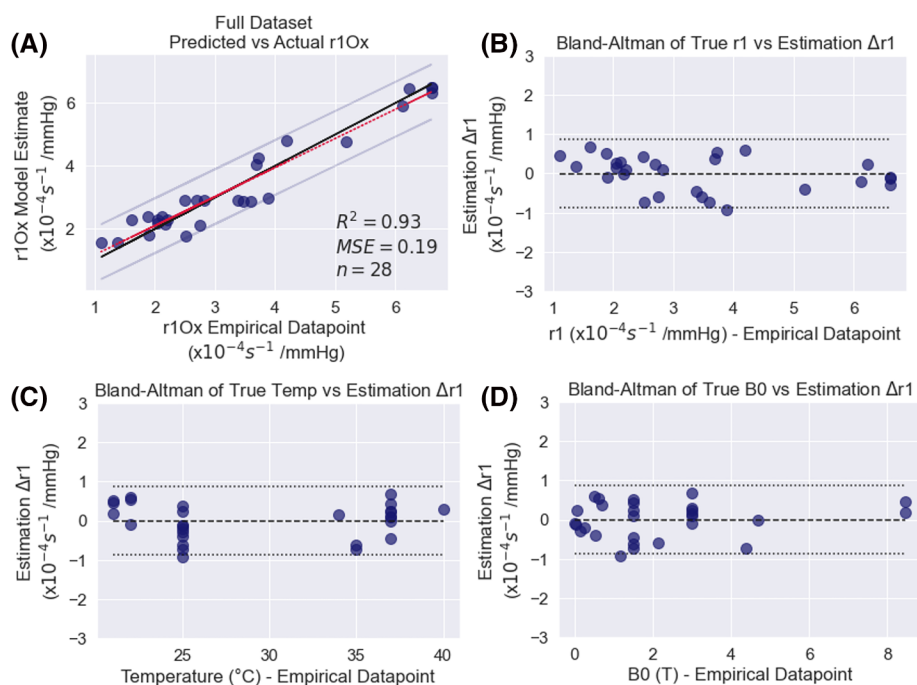 (A)
Full Dataset
Predicted vs Actual r1Ox
r1Ox Model Estimate
(x10⁻⁴s⁻¹ /mmHg)
6
4
2
R² = 0.93
MSE = 0.19
n = 28
1 2 3 4 5 6
r1Ox Empirical Datapoint
(x10⁻⁴s⁻¹ /mmHg)
(B)
Bland-Altman of True r1 vs Estimation Δr1
Estimation Δr1
(x10⁻⁴s⁻¹ /mmHg)
3
2
1
0
−1
−2
−3
1 2 3 4 5 6
r1 (x10⁻⁴s⁻¹ /mmHg) - Empirical Datapoint
(C)
Bland-Altman of True Temp vs Estimation Δr1
Estimation Δr1
(x10⁻⁴s⁻¹ /mmHg)
3
2
1
0
−1
−2
−3
25 30 35 40
Temperature (°C) - Empirical Datapoint
(D)
Bland-Altman of True B0 vs Estimation Δr1
Estimation Δr1
(x10⁻⁴s⁻¹ /mmHg)
3
2
1
0
−1
−2
−3
0 2 4 6 8
B0 (T) - Empirical Datapoint